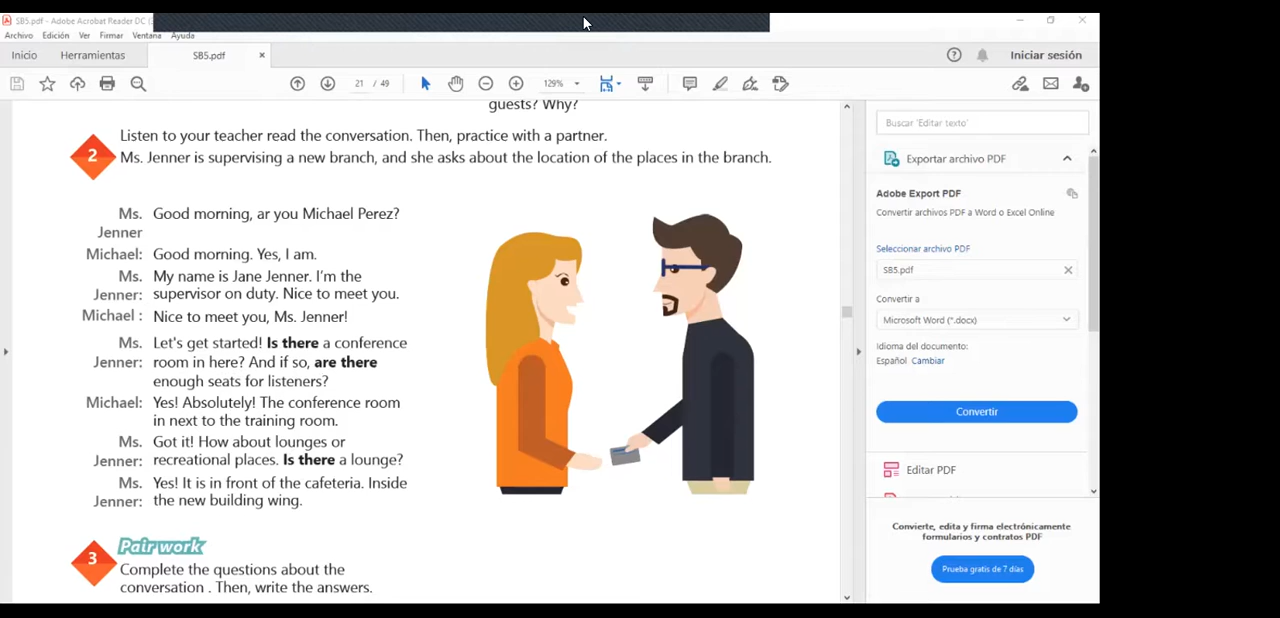 SB5.pdf - Adobe Acrobat Reader DC
Archivo Edición Ver Firmar Ventana Ayuda
Inicio Herramientas SB5.pdf × Iniciar sesión
21 / 49 129%
guests? Why?
2 Listen to your teacher read the conversation. Then, practice with a partner.
Ms. Jenner is supervising a new branch, and she asks about the location of the places in the branch.
Ms. Good morning, ar you Michael Perez?
Jenner
Michael: Good morning. Yes, I am.
Ms. My name is Jane Jenner. I'm the
Jenner: supervisor on duty. Nice to meet you.
Michael : Nice to meet you, Ms. Jenner!
Ms. Let's get started! Is there a conference
Jenner: room in here? And if so, are there
enough seats for listeners?
Michael: Yes! Absolutely! The conference room
in next to the training room.
Ms. Got it! How about lounges or
Jenner: recreational places. Is there a lounge?
Ms. Yes! It is in front of the cafeteria. Inside
Jenner: the new building wing.
3 Pair work
Complete the questions about the
conversation . Then, write the answers.
Buscar 'Editar texto'
Exportar archivo PDF
Adobe Export PDF
Convertir archivos PDF a Word o Excel Online
Seleccionar archivo PDF
SB5.pdf
Convertir a
Microsoft Word (*.docx)
Idioma del documento:
Español Cambiar
Convertir
Editar PDF
Convierte, edita y firma electrónicamente
formularios y contratos PDF
Prueba gratis de 7 días